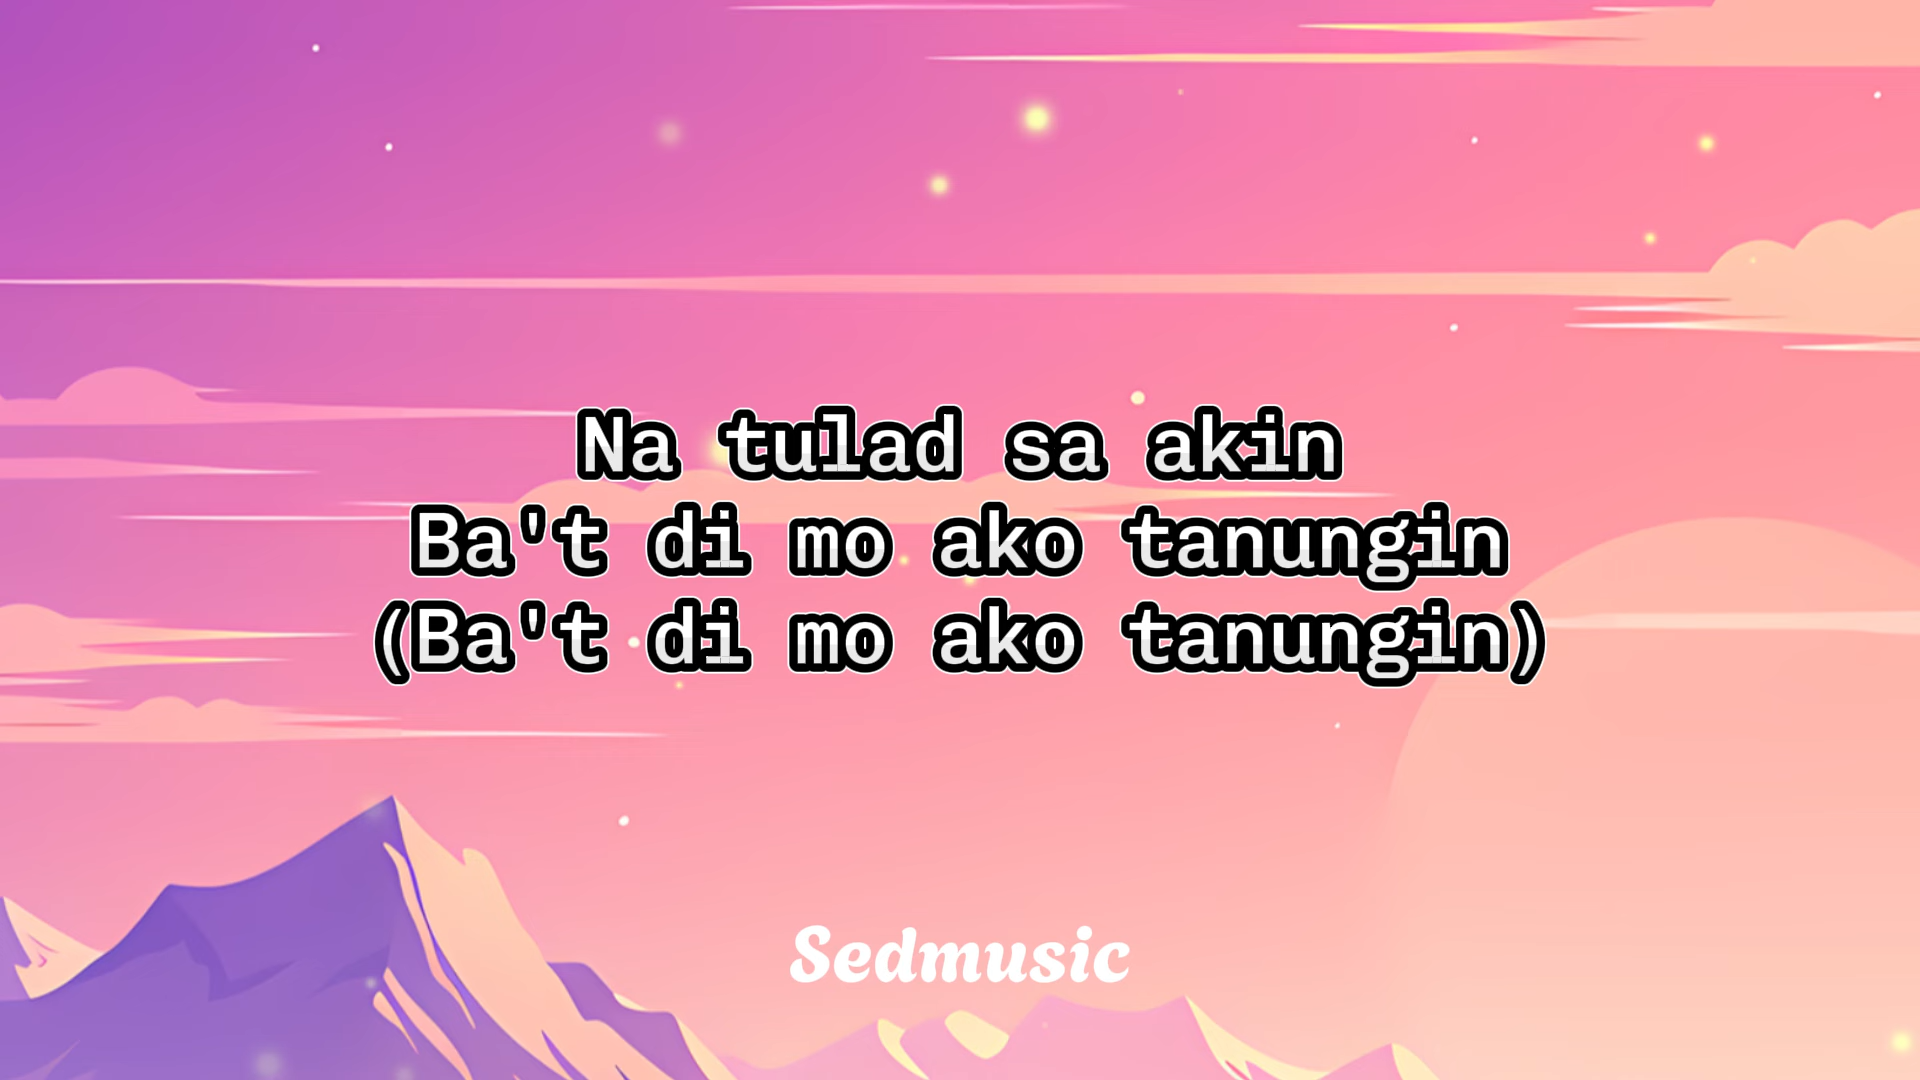 Na tulad sa akin
Ba't di mo ako tanungin
(Ba't di mo ako tanungin)
Sedmusic